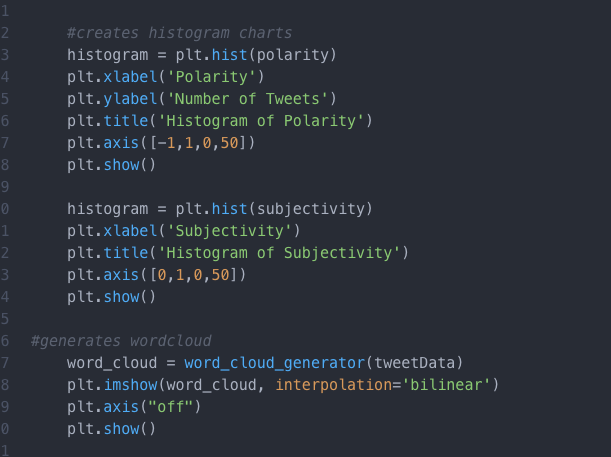 1
2 #creates histogram charts
3 histogram = plt.hist(polarity)
4 plt.xlabel('Polarity')
5 plt.ylabel('Number of Tweets')
6 plt.title('Histogram of Polarity')
7 plt.axis([-1,1,0,50])
8 plt.show()
9
0 histogram = plt.hist(subjectivity)
1 plt.xlabel('Subjectivity')
2 plt.title('Histogram of Subjectivity')
3 plt.axis([0,1,0,50])
4 plt.show()
5
6 #generates wordcloud
7 word_cloud = word_cloud_generator(tweetData)
8 plt.imshow(word_cloud, interpolation='bilinear')
9 plt.axis("off")
0 plt.show()
1